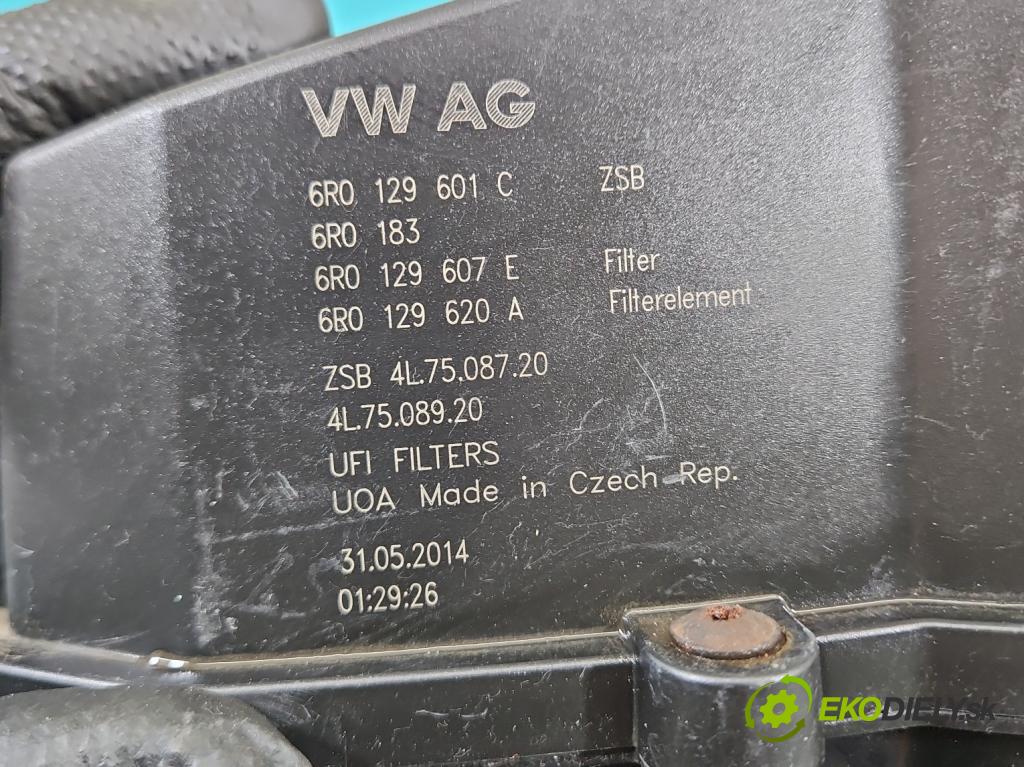 VW AG
6R0 129 601 C ZSB
6R0 183
6R0 129 607 E Filter
6R0 129 620 A Filterelement
ZSB 4L.75.087.20
4L.75.089.20
UFI FILTERS
UOA Made in Czech Rep.
31.05.2014
01:29:26
EKODIELY.sk